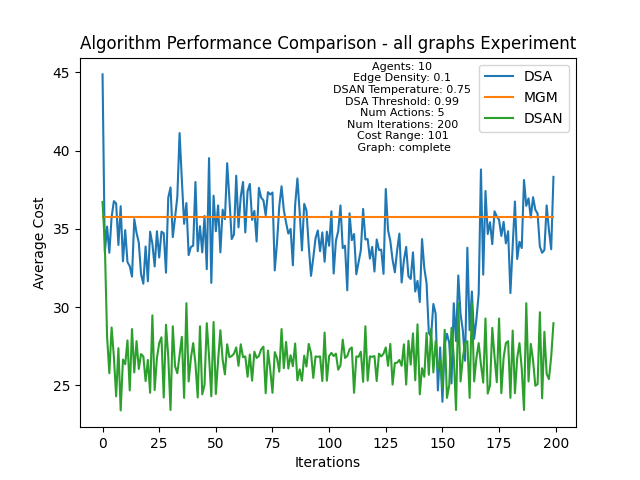 Algorithm Performance Comparison - all graphs Experiment
Agents: 10
Edge Density: 0.1
DSAN Temperature: 0.75
DSA Threshold: 0.99
Num Actions: 5
Num Iterations: 200
Cost Range: 101
Graph: complete
DSA
MGM
DSAN
Average Cost
45
40
35
30
25
0 25 50 75 100 125 150 175 200
Iterations